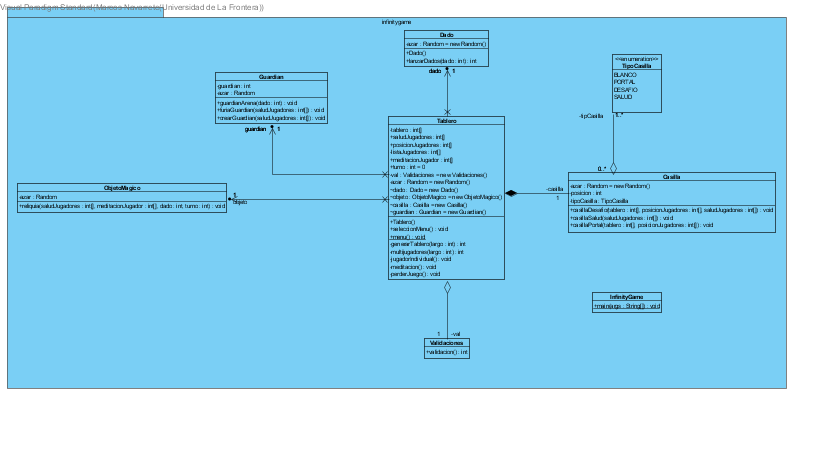 Visual Paradigm Standard(Marcos Navarrete(Universidad de La Frontera))
infinitygame
Dado
-azar : Random = new Random()
+Dado()
+lanzarDados(lado : int) : int
dado 1
<<enumeration>>
TipoCasilla
BLANCO
PORTAL
DESAFIO
SALUD
-tipCasilla
0..*
Guardian
-guardian : int
-azar : Random
+guardianArena(dado : int) : void
+furiaGuardian(saludJugadores : int[]) : void
+crearGuardian(saludJugadores : int[]) : void
guardian 1
Tablero
-tablero : int[]
+saludJugadores : int[]
+posicionJugadores : int[]
-listaJugadores : int[]
+meditacionJugador : int[]
+turno : int = 0
-val : Validaciones = new Validaciones()
-azar : Random = new Random()
~dado : Dado = new Dado()
~objeto : ObjetoMagico = new ObjetoMagico()
~casilla : Casilla = new Casilla()
~guardian : Guardian = new Guardian()
+Tablero()
+seleccionMenu() : void
+menu() : void
-generarTablero(largo : int) : int
-multijugadores(largo : int) : int
-jugadorIndividual() : void
-meditacion() : void
-perderJuego() : void
ObjetoMagico
-azar : Random
+reliquia(saludJugadores : int[], meditacionJugador : int[], dado : int, turno : int) : void
1
objeto
-casilla
1
0..*
Casilla
-azar : Random = new Random()
-posicion : int
-tipoCasilla : TipoCasilla
+casillaDesafio(tablero : int[], posicionJugadores : int[], saludJugadores : int[]) : void
+casillaSalud(saludJugadores : int[]) : void
+casillaPortal(tablero : int[], posicionJugadores : int[]) : void
InfinityGame
+main(args : String[]) : void
1 -val
Validaciones
+validacion() : int